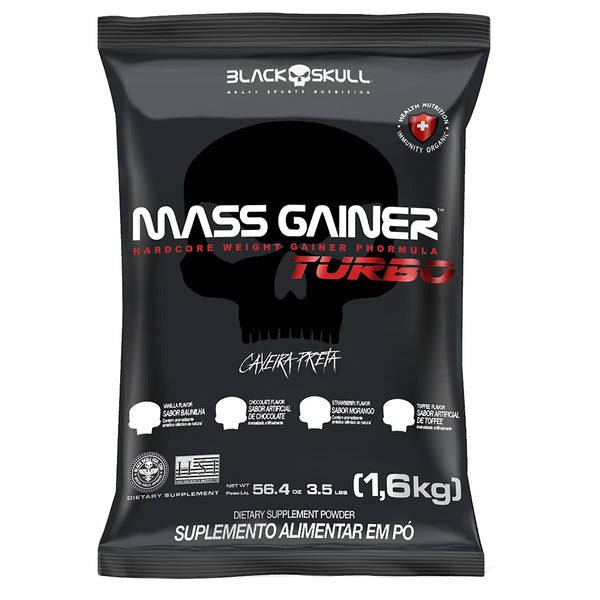 BLACK SKULL
HEAVY SPORTS NUTRITION
HEALTH NUTRITION
IMMUNITY ORGANIC
MASS GAINER™
HARDCORE WEIGHT GAINER PHORMULA
TURBO
CAVEIRA PRETA
VANILLA FLAVOR
SABOR BAUNILHA
CHOCOLATE FLAVOR
SABOR ARTIFICIAL
DE CHOCOLATE
STRAWBERRY FLAVOR
SABOR MORANGO
TOFFEE FLAVOR
SABOR ARTIFICIAL
DE TOFFEE
DIETARY SUPPLEMENT
NET WT
Peso Líq.
56.4 oz 3.5 LBS (1,6kg)
DIETARY SUPPLEMENT POWDER
SUPLEMENTO ALIMENTAR EM PÓ